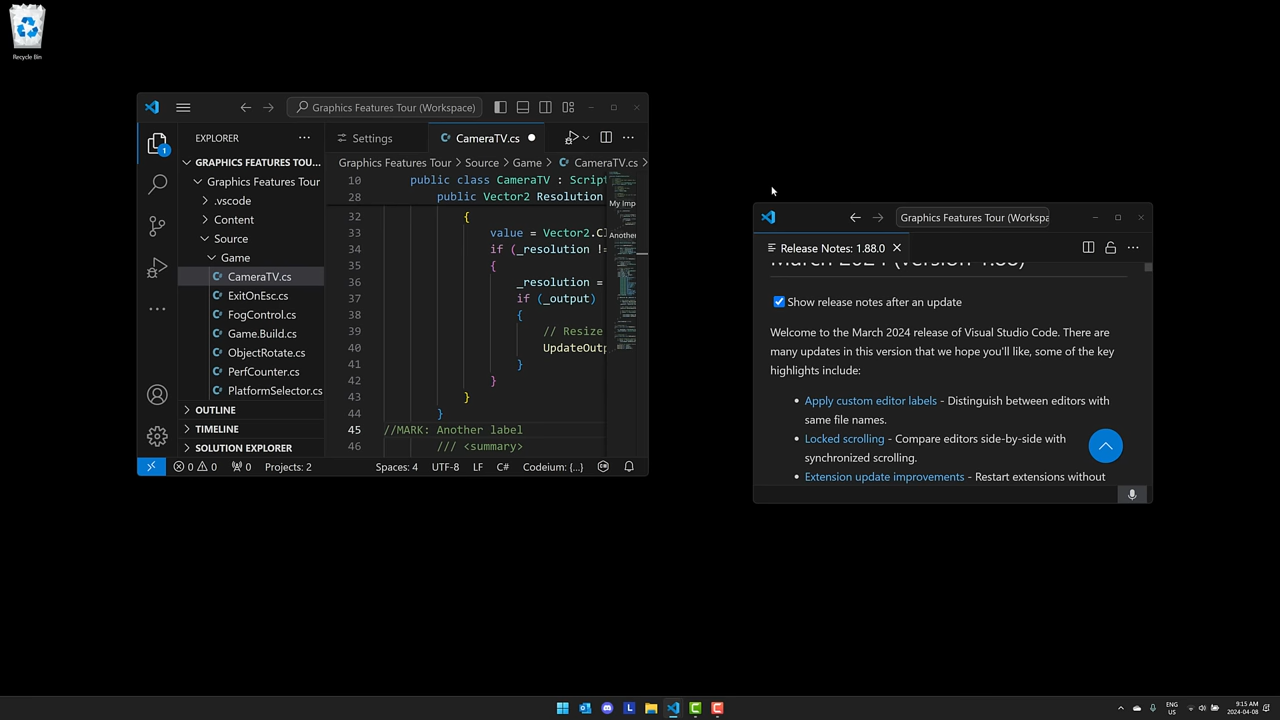 Recycle Bin
Graphics Features Tour (Workspace)
EXPLORER
Settings
CameraTV.cs
GRAPHICS FEATURES TOU...
Graphics Features Tour
.vscode
Content
Source
Game
CameraTV.cs
ExitOnEsc.cs
FogControl.cs
Game.Build.cs
ObjectRotate.cs
PerfCounter.cs
PlatformSelector.cs
OUTLINE
TIMELINE
SOLUTION EXPLORER
1
Graphics Features Tour > Source > Game > CameraTV.cs >
10 public class CameraTV : Script
28 public Vector2 Resolution
32 {
33 value = Vector2.
34 if (_resolution !=
35 {
36 _resolution =
37 if (_output)
38 {
39 // Resize
40 UpdateOutp
41 }
42 }
43 }
44 }
45 //MARK: Another label
46 /// <summary>
My Imp
Another
0 0 0 Projects: 2 Spaces: 4 UTF-8 LF C# Codeium: {...}
Graphics Features Tour (Workspa
Release Notes: 1.88.0
March 2024 (version 1.88)
Show release notes after an update
Welcome to the March 2024 release of Visual Studio Code. There are
many updates in this version that we hope you'll like, some of the key
highlights include:
• Apply custom editor labels - Distinguish between editors with
same file names.
• Locked scrolling - Compare editors side-by-side with
synchronized scrolling.
• Extension update improvements - Restart extensions without
L
ENG
US
9:15 AM
2024-04-08